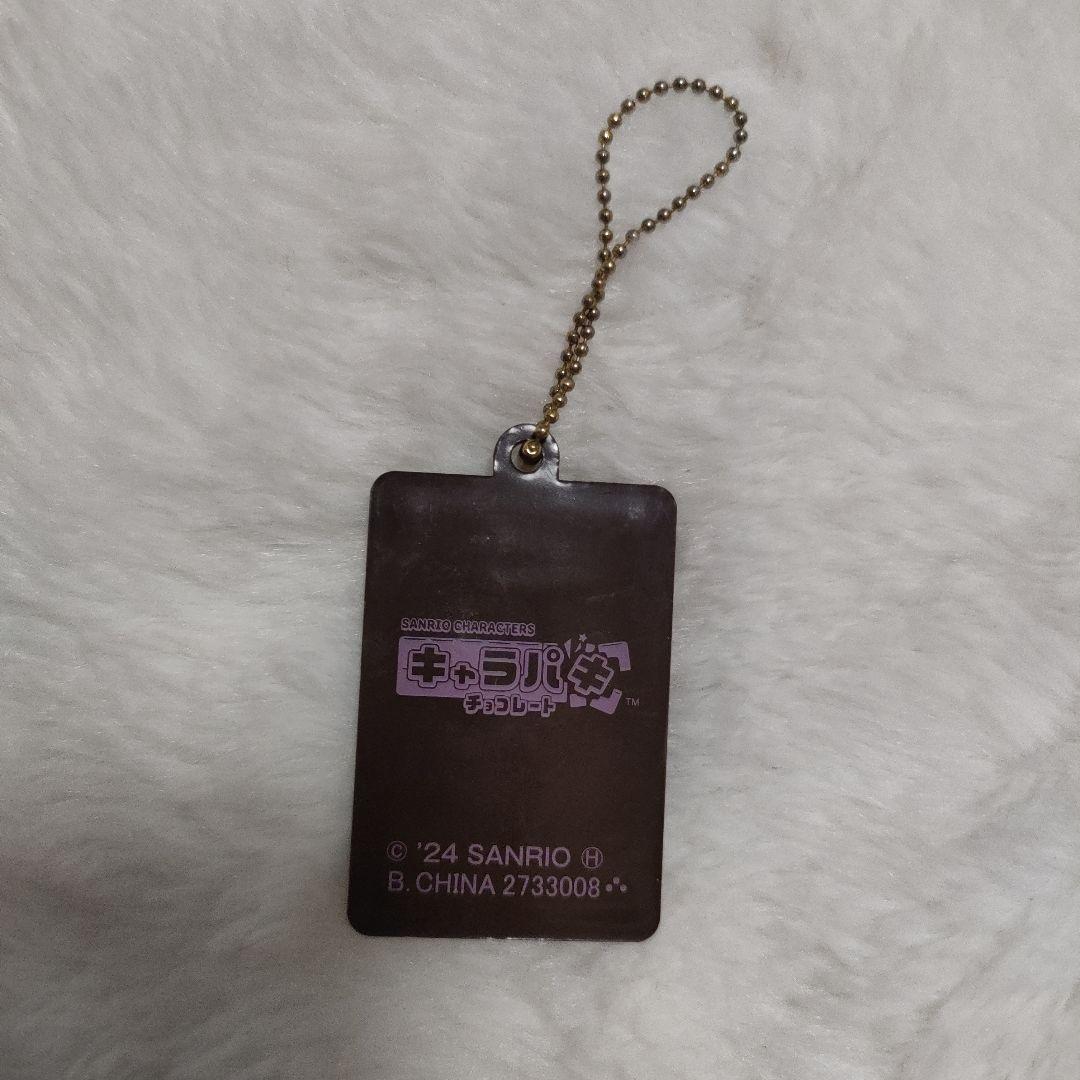 SANRIO CHARACTERS
キャラパキ
チョコレート TM
© '24 SANRIO Ⓗ
B. CHINA 2733008